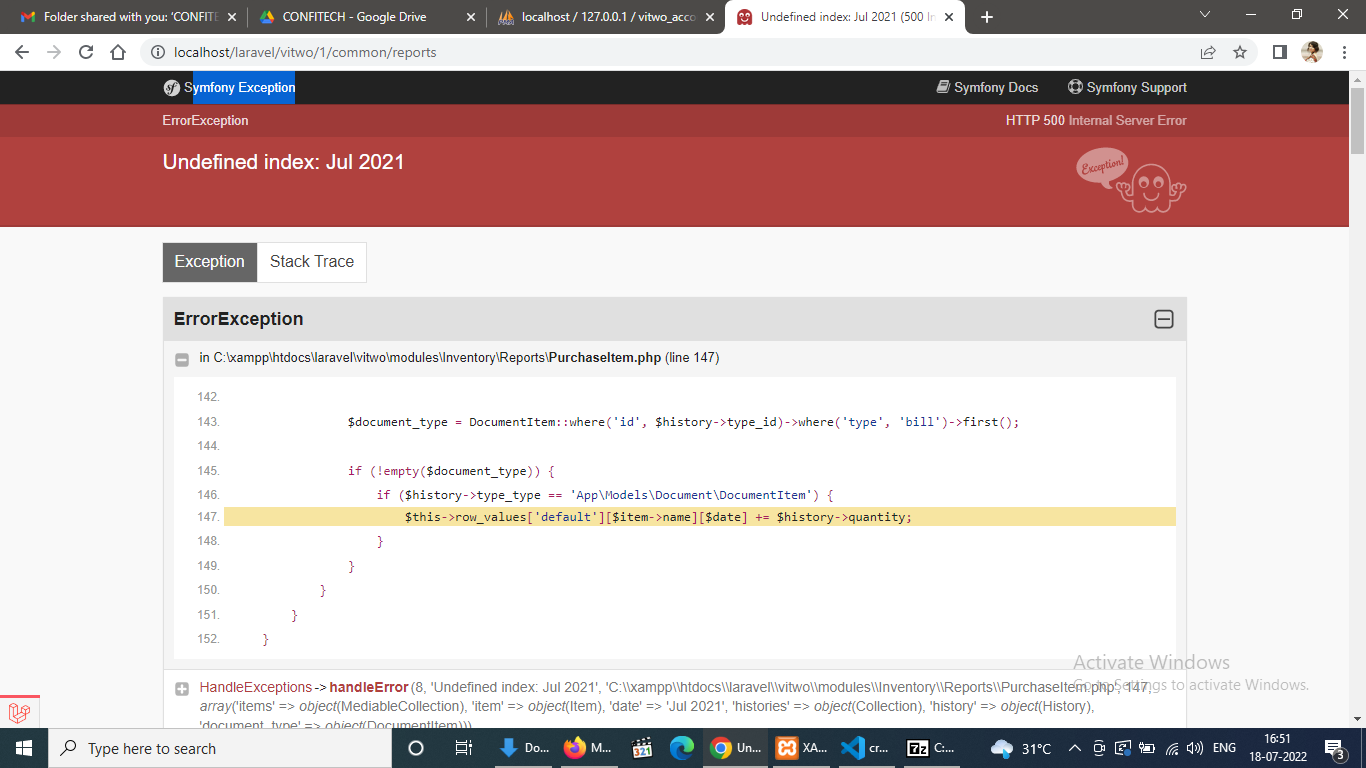 Folder shared with you: 'CONFITE
CONFITECH - Google Drive
localhost / 127.0.0.1 / vitwo_acco
Undefined index: Jul 2021 (500 In
localhost/laravel/vitwo/1/common/reports
Symfony Exception
Symfony Docs
Symfony Support
ErrorException
HTTP 500 Internal Server Error
Undefined index: Jul 2021
Exception!
Exception
Stack Trace
ErrorException
in C:\xampp\htdocs\laravel\vitwo\modules\Inventory\Reports\PurchaseItem.php (line 147)
142.
143. $document_type = DocumentItem::where('id', $history->type_id)->where('type', 'bill')->first();
144.
145. if (!empty($document_type)) {
146. if ($history->type_type == 'App\Models\Document\DocumentItem') {
147. $this->row_values['default'][$item->name][$date] += $history->quantity;
148. }
149. }
150. }
151. }
152. }
Activate Windows
Go to Settings to activate Windows.
HandleExceptions->handleError(8, 'Undefined index: Jul 2021', 'C:\\xampp\\htdocs\\laravel\\vitwo\\modules\\Inventory\\Reports\\PurchaseItem.php', 147,
array('items' => object(MediableCollection), 'item' => object(Item), 'date' => 'Jul 2021', 'histories' => object(Collection), 'history' => object(History),
'document_type' => object(DocumentItem)))
Type here to search
321
Do...
M...
Un...
XA...
cr...
7z
C:...
31°C
ENG
16:51
18-07-2022
3